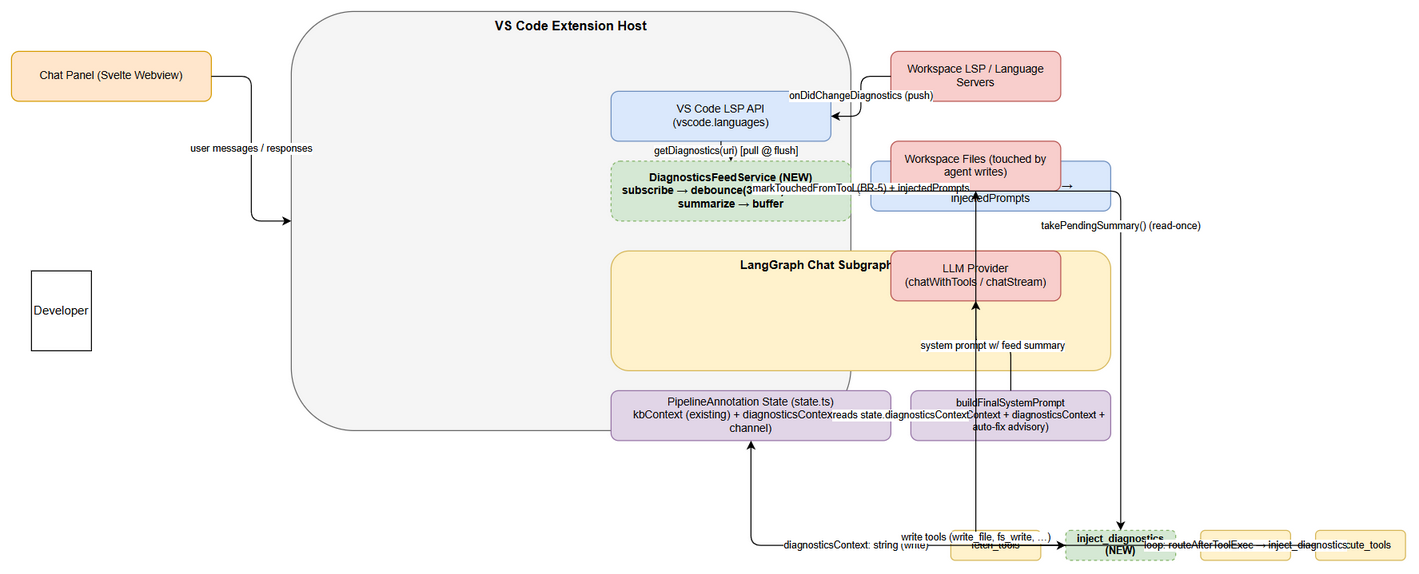 VS Code Extension Host
Chat Panel (Svelte Webview)
Workspace LSP / Language
Servers
onDidChangeDiagnostics (push)
VS Code LSP API
(vscode.languages)
user messages / responses
getDiagnostics(uri) [pull @ flush]
Workspace Files (touched by
agent writes)
DiagnosticsFeedService (NEW)
subscribe → debounce(3
markTouchedFromTool (BR-5) + injectedPrompts
→
summarize → buffer
injectedPrompts
takePendingSummary() (read-once)
LangGraph Chat Subgraph
LLM Provider
(chatWithTools / chatStream)
Developer
system prompt w/ feed summary
PipelineAnnotation State (state.ts)
kbContext (existing) + diagnosticsContex
channel)
reads state.diagnosticsContext
buildFinalSystemPrompt
Context + diagnosticsContext +
auto-fix advisory)
write tools (write_file, fs_write, ...)
diagnosticsContext: string (write)
inject_diagnostics
(NEW)
loop: routeAfterToolExec → inject_diagnostics
cute_tools